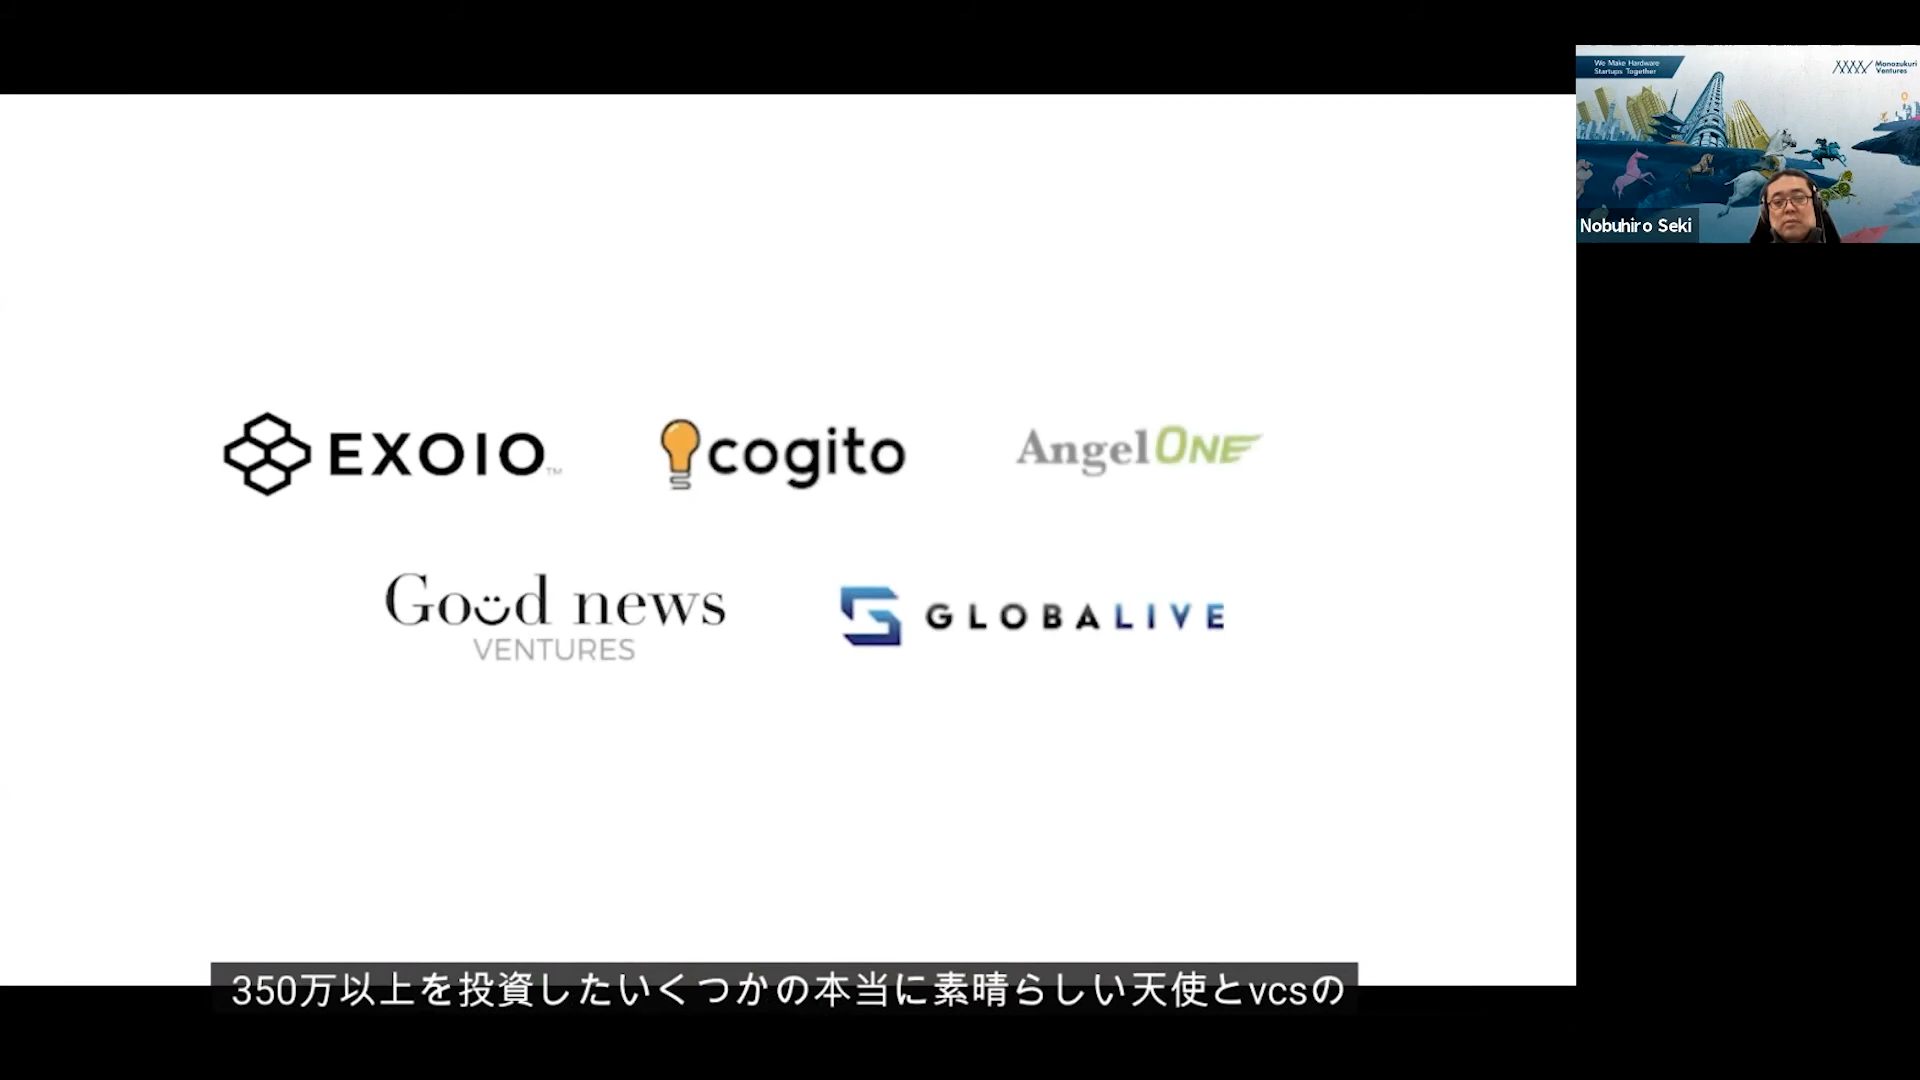 We Make Hardware
Startups Together
Monozukuri
Ventures
Nobuhiro Seki
EXOIO™
cogito
AngelONE
Good news
VENTURES
GLOBALIVE
350万以上を投資したいくつかの本当に素晴らしい天使とvcsの